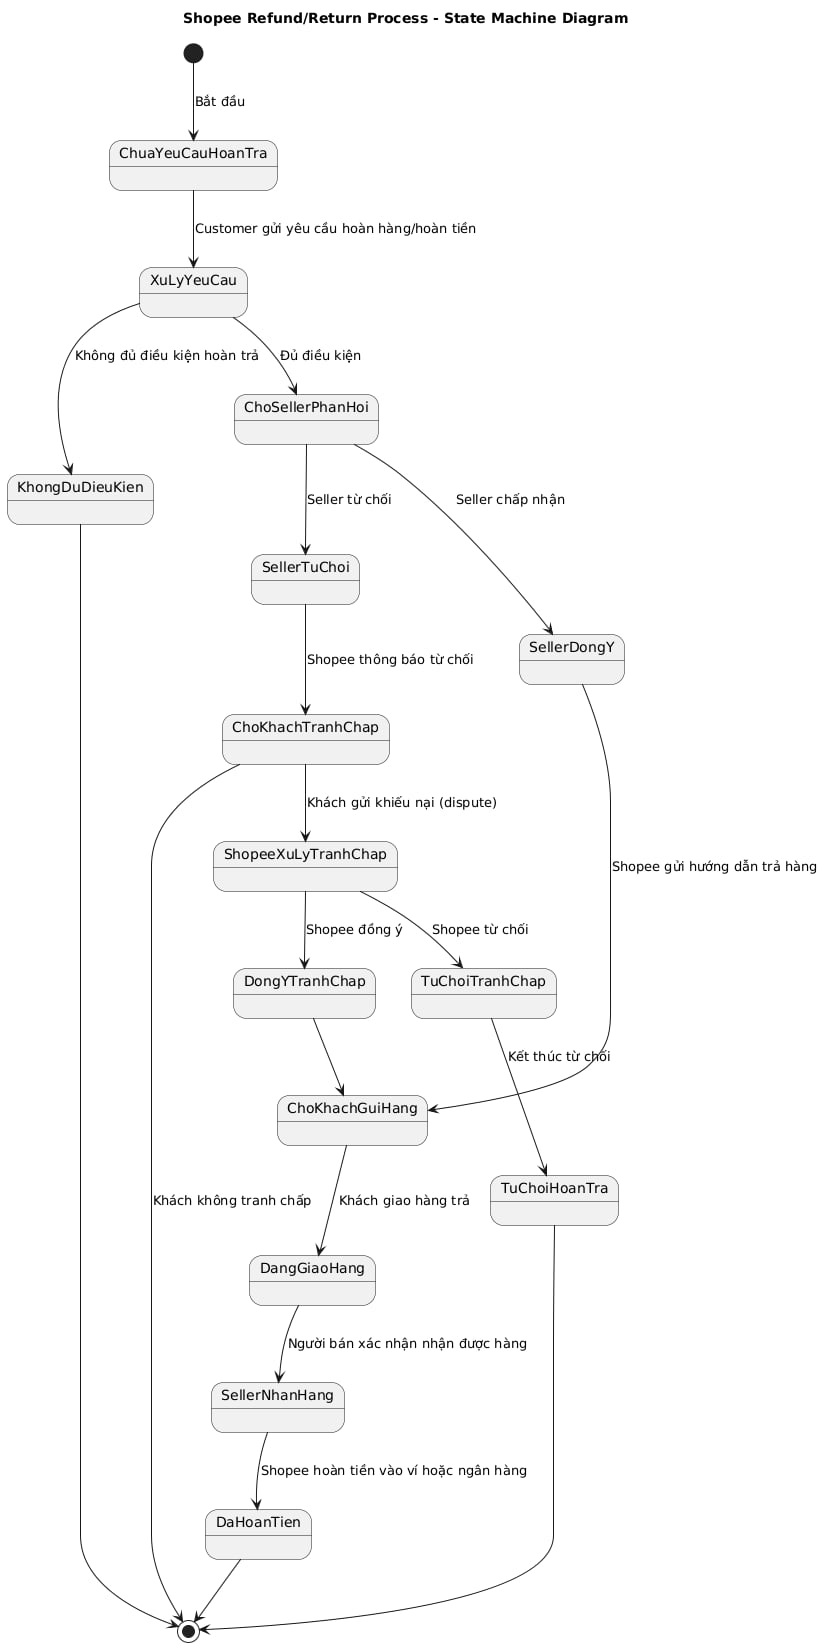 Shopee Refund/Return Process - State Machine Diagram
Bắt đầu
ChuaYeuCauHoanTra
Customer gửi yêu cầu hoàn hàng/hoàn tiền
XuLyYeuCau
Không đủ điều kiện hoàn trả
Đủ điều kiện
ChoSellerPhanHoi
KhongDuDieuKien
Seller từ chối
Seller chấp nhận
SellerTuChoi
SellerDongY
Shopee thông báo từ chối
ChoKhachTranhChap
Khách gửi khiếu nại (dispute)
ShopeeXuLyTranhChap
Shopee gửi hướng dẫn trả hàng
Shopee đồng ý
Shopee từ chối
DongYTranhChap
TuChoiTranhChap
Kết thúc từ chối
ChoKhachGuiHang
TuChoiHoanTra
Khách không tranh chấp
Khách giao hàng trả
DangGiaoHang
Người bán xác nhận nhận được hàng
SellerNhanHang
Shopee hoàn tiền vào ví hoặc ngân hàng
DaHoanTien